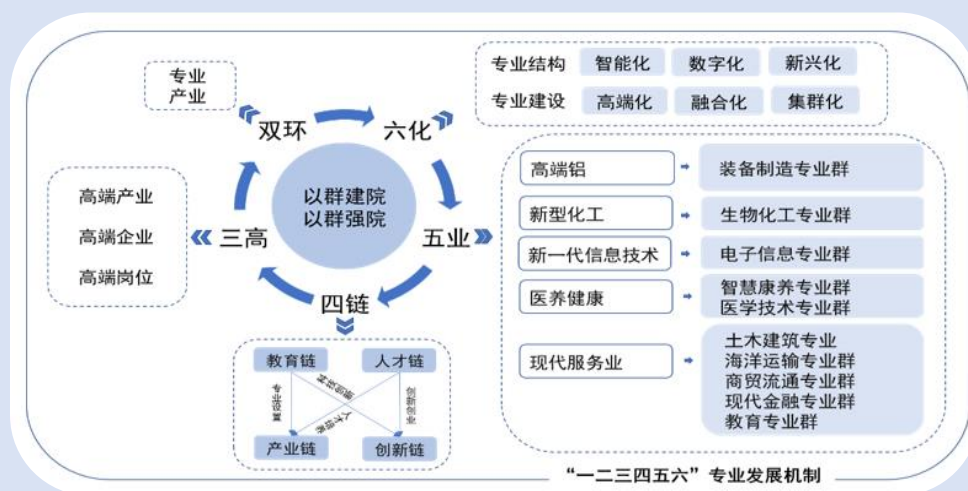 专业
产业
双环
六化
专业结构 智能化 数字化 新兴化
专业建设 高端化 融合化 集群化
以群建院
以群强院
三高
高端产业
高端企业
高端岗位
五业
高端铝
装备制造专业群
新型化工
生物化工专业群
新一代信息技术
电子信息专业群
医养健康
智慧康养专业群
医学技术专业群
现代服务业
土木建筑专业
海洋运输专业群
商贸流通专业群
现代金融专业群
教育专业群
四链
教育链 人才链
产业链 创新链
“一二三四五六”专业发展机制